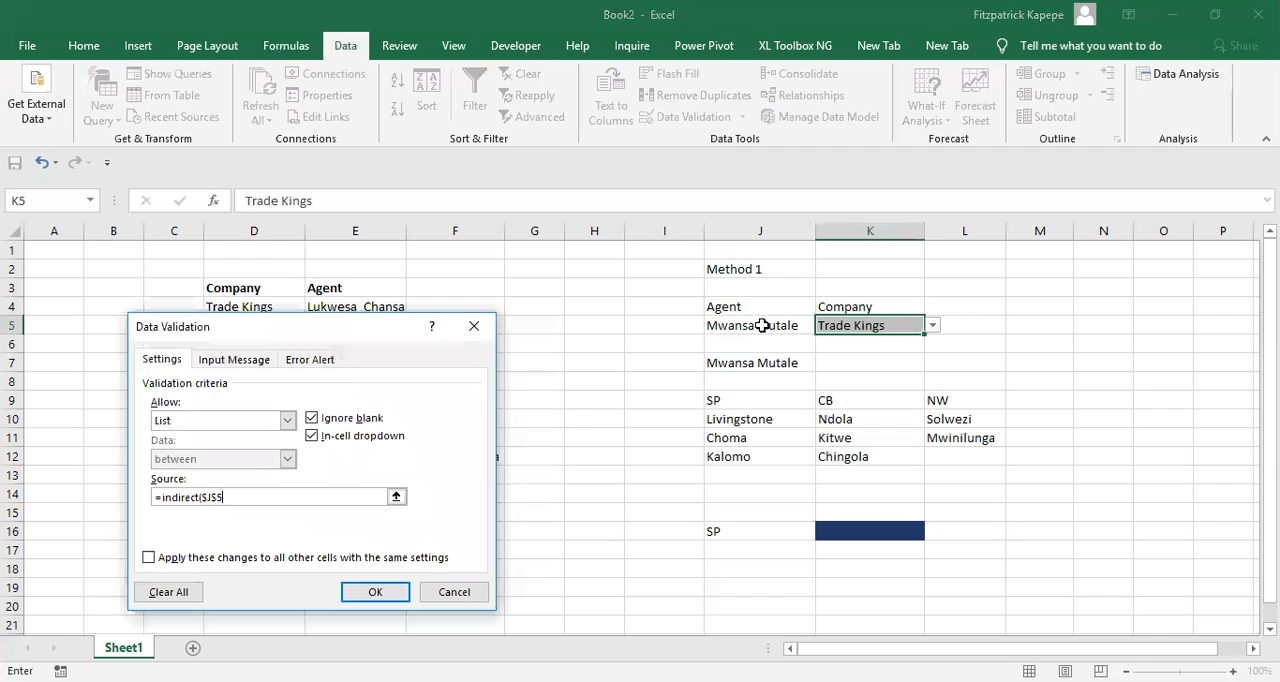 Book2 - Excel
Fitzpatrick Kapepe
File Home Insert Page Layout Formulas Data Review View Developer Help Inquire Power Pivot XL Toolbox NG New Tab New Tab Tell me what you want to do Share
Get External Data
New Query
Show Queries
From Table
Recent Sources
Get & Transform
Refresh All
Connections
Properties
Edit Links
Connections
Sort
Filter
Clear
Reapply
Advanced
Sort & Filter
Text to Columns
Flash Fill
Remove Duplicates
Data Validation
Consolidate
Relationships
Manage Data Model
Data Tools
What-If Analysis
Forecast Sheet
Forecast
Group
Ungroup
Subtotal
Outline
Data Analysis
Analysis
K5 fx Trade Kings
A B C D E F G H I J K L M N O P
1
2 Method 1
3 Company Agent
4 Trade Kings Lukwesa Chansa Agent Company
5 Mwansa Mutale Trade Kings
6
7 Mwansa Mutale
8
9 SP CB NW
10 Livingstone Ndola Solwezi
11 Choma Kitwe Mwinilunga
12 a Kalomo Chingola
13
14
15
16 SP
17
18
19
20
21
Data Validation ?
Settings Input Message Error Alert
Validation criteria
Allow:
List
Ignore blank
In-cell dropdown
Data:
between
Source:
=indirect($J$5
Apply these changes to all other cells with the same settings
Clear All OK Cancel
Sheet1
Enter 100%